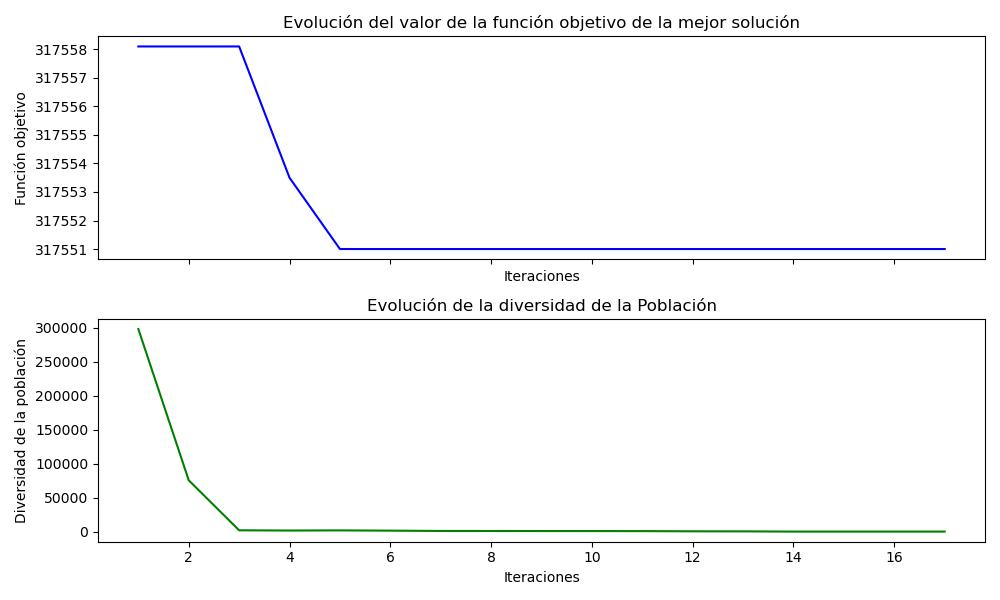 Evolución del valor de la función objetivo de la mejor solución
Función objetivo
317558
317557
317556
317555
317554
317553
317552
317551
Iteraciones
Evolución de la diversidad de la Población
Diversidad de la población
300000
250000
200000
150000
100000
50000
0
2 4 6 8 10 12 14 16
Iteraciones